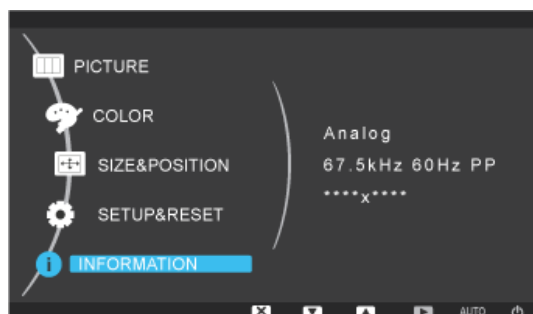 PICTURE
COLOR
SIZE&POSITION
SETUP&RESET
INFORMATION
Analog
67.5kHz 60Hz PP
****x****
AUTO